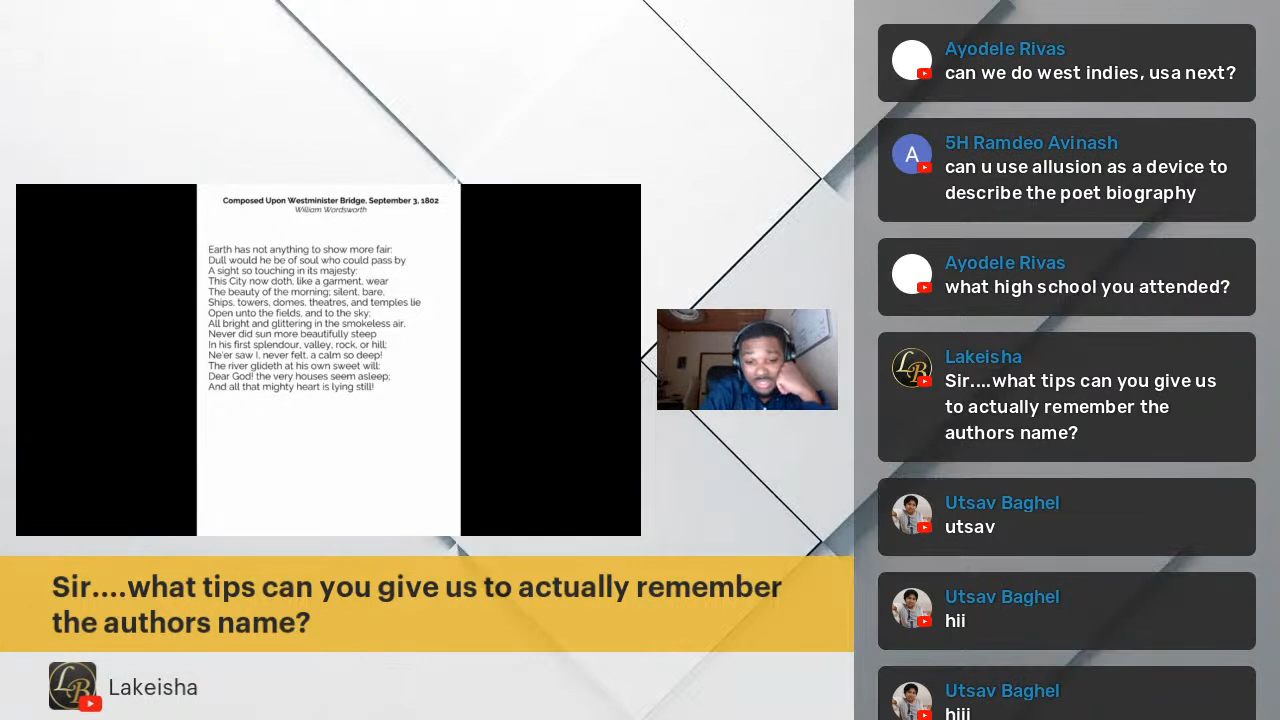 Composed Upon Westminister Bridge, September 3, 1802
William Wordsworth
Earth has not anything to show more fair:
Dull would he be of soul who could pass by
A sight so touching in its majesty:
This City now doth, like a garment, wear
The beauty of the morning; silent, bare,
Ships, towers, domes, theatres, and temples lie
Open unto the fields, and to the sky;
All bright and glittering in the smokeless air.
Never did sun more beautifully steep
In his first splendour, valley, rock, or hill;
Ne'er saw I, never felt, a calm so deep!
The river glideth at his own sweet will:
Dear God! the very houses seem asleep;
And all that mighty heart is lying still!
Sir....what tips can you give us to actually remember
the authors name?
LB
Lakeisha
Ayodele Rivas
can we do west indies, usa next?
A
5H Ramdeo Avinash
can u use allusion as a device to
describe the poet biography
Ayodele Rivas
what high school you attended?
LB
Lakeisha
Sir....what tips can you give us
to actually remember the
authors name?
Utsav Baghel
utsav
Utsav Baghel
hii
Utsav Baghel
hiii